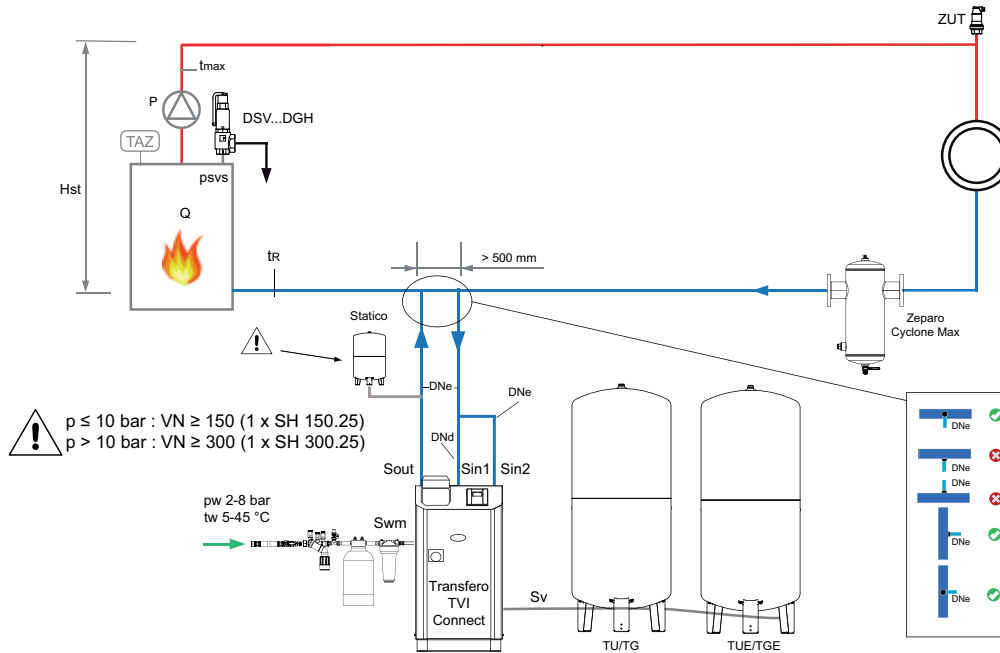 ZUT
tmax
P
DSV...DGH
TAZ
psvs
Hst
Q
tR
> 500 mm
Statico
Zeparo
Cyclone Max
DNe
DNe
DNd
p ≤ 10 bar : VN ≥ 150 (1 x SH 150.25)
p > 10 bar : VN ≥ 300 (1 x SH 300.25)
Sout
Sin1
Sin2
pw 2-8 bar
tw 5-45 °C
Swm
Transfero
TVI
Connect
Sv
TU/TG
TUE/TGE
DNe
DNe
DNe
DNe
DNe